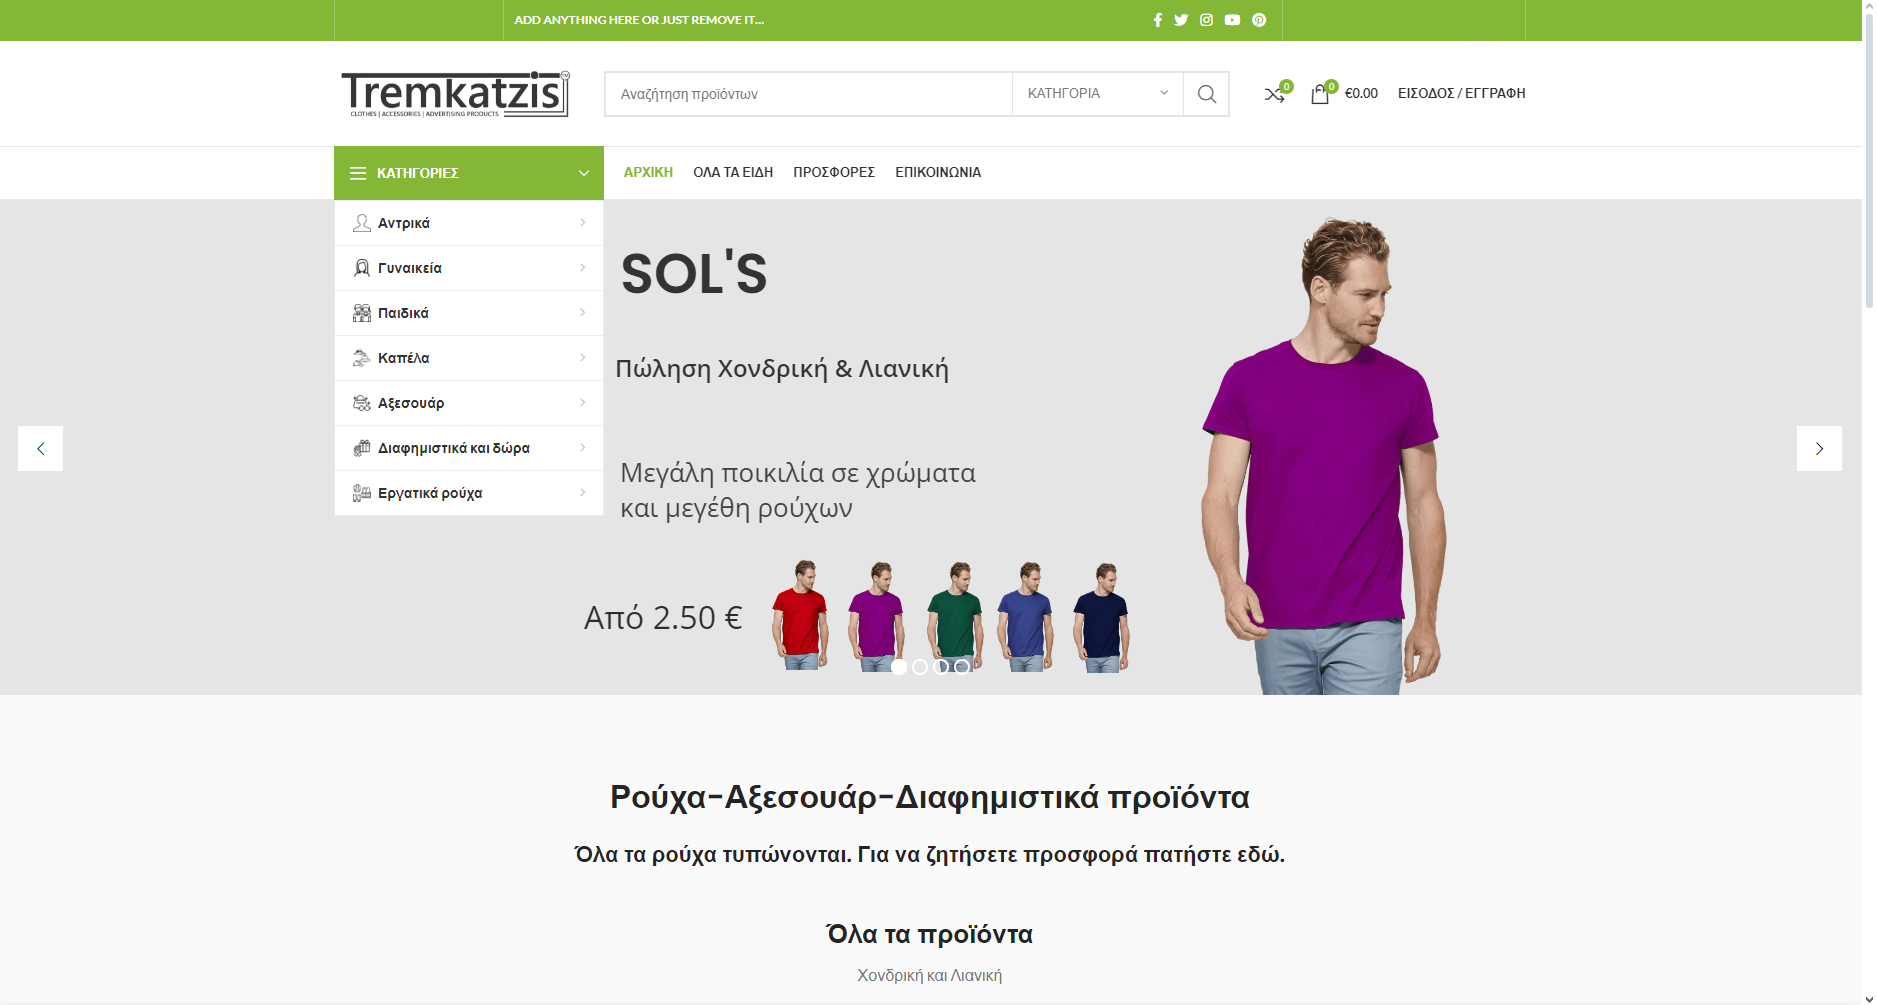 ADD ANYTHING HERE OR JUST REMOVE IT...
Tremkatzis
CLOTHES | ACCESSORIES | ADVERTISING PRODUCTS
Αναζήτηση προϊόντων
ΚΑΤΗΓΟΡΙΑ
0
0
€0.00
ΕΙΣΟΔΟΣ / ΕΓΓΡΑΦΗ
ΚΑΤΗΓΟΡΙΕΣ
ΑΡΧΙΚΗ
ΟΛΑ ΤΑ ΕΙΔΗ
ΠΡΟΣΦΟΡΕΣ
ΕΠΙΚΟΙΝΩΝΙΑ
Αντρικά
Γυναικεία
Παιδικά
Καπέλα
Αξεσουάρ
Διαφημιστικά και δώρα
Εργατικά ρούχα
SOL'S
Πώληση Χονδρική & Λιανική
Μεγάλη ποικιλία σε χρώματα
και μεγέθη ρούχων
Από 2.50 €
Ρούχα-Αξεσουάρ-Διαφημιστικά προϊόντα
Όλα τα ρούχα τυπώνονται. Για να ζητήσετε προσφορά πατήστε εδώ.
Όλα τα προϊόντα
Χονδρική και Λιανική